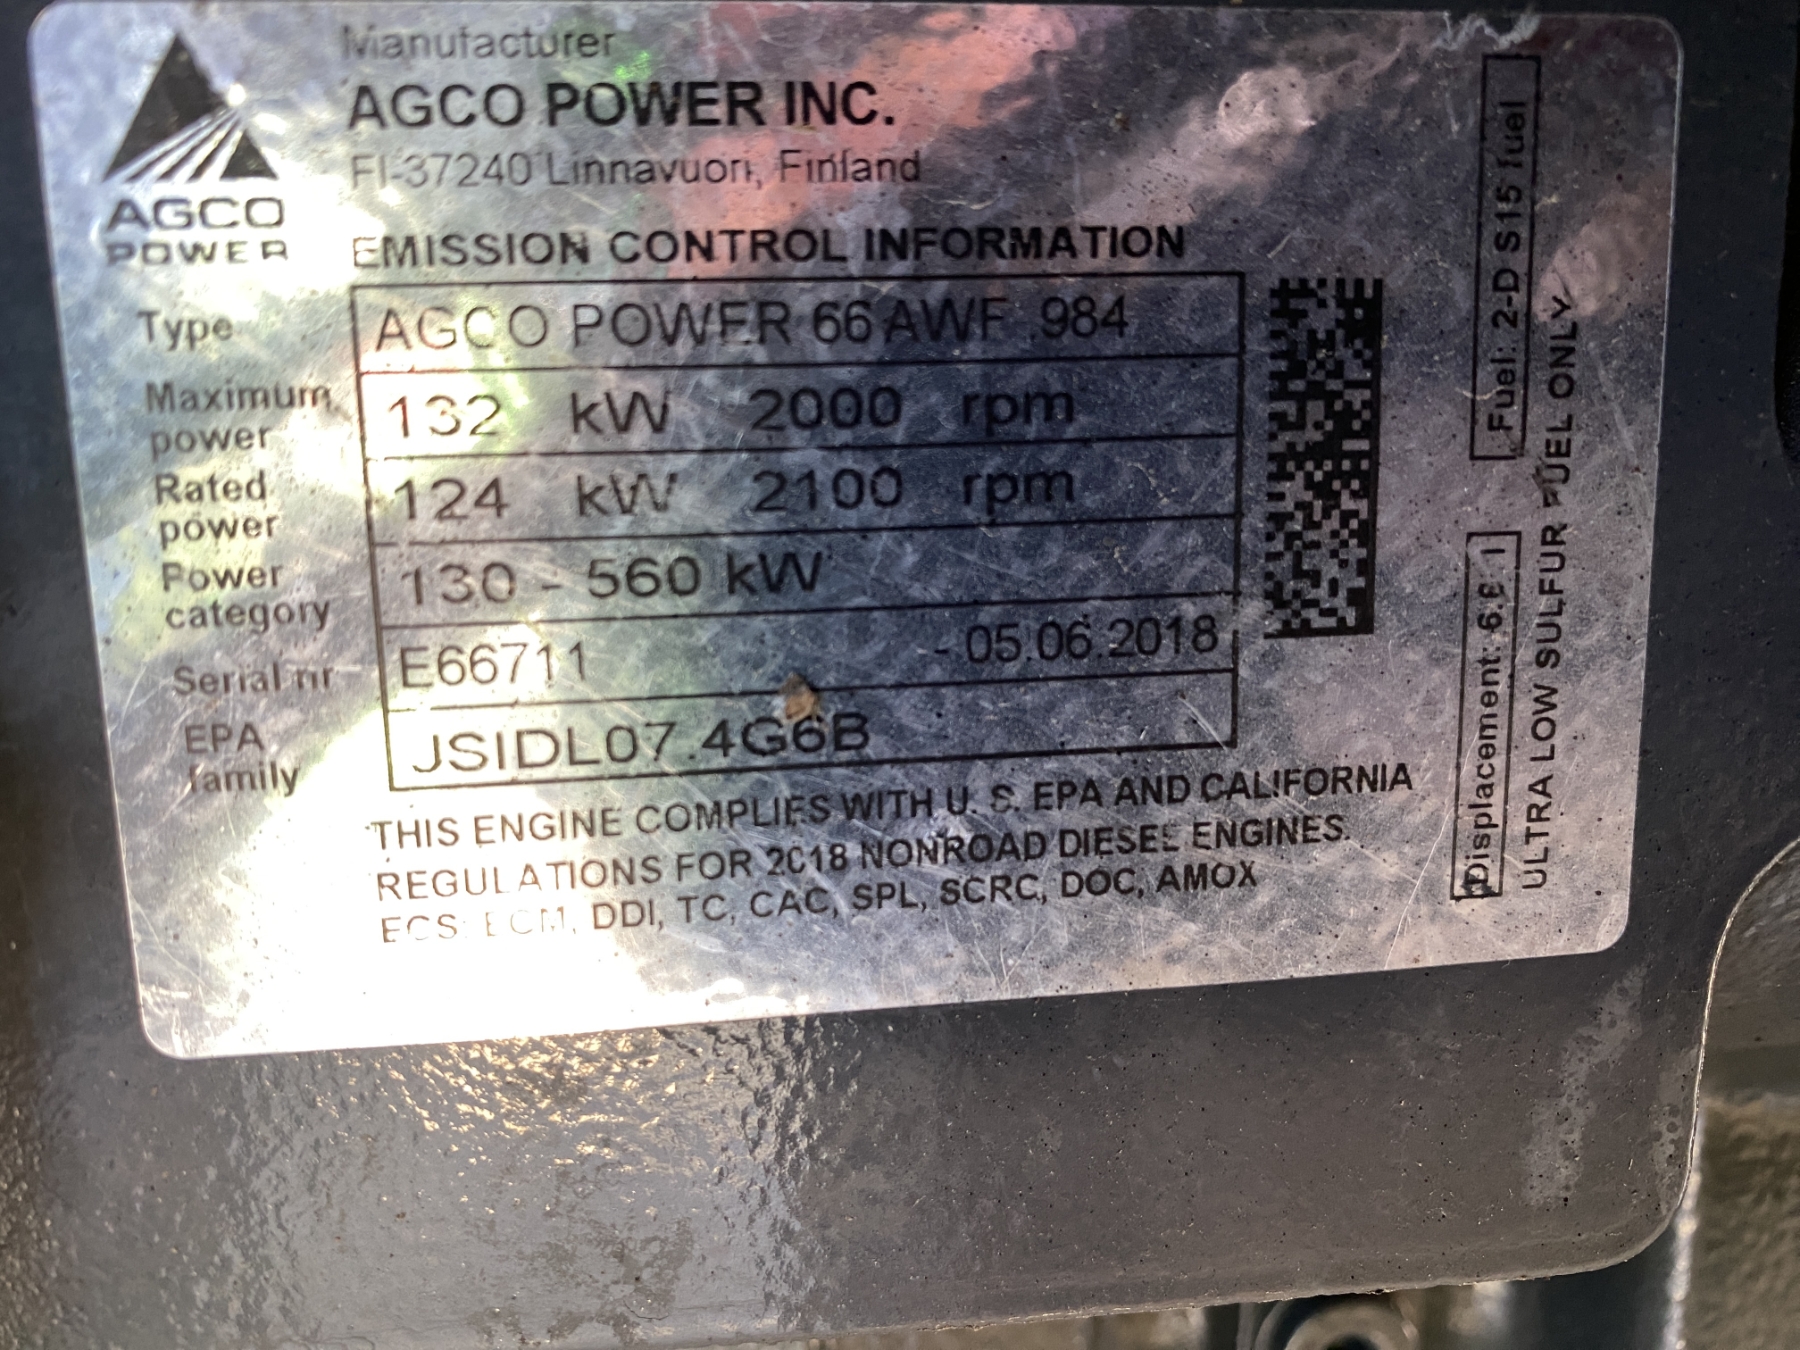 Manufacturer
AGCO POWER INC.
FI-37240 Linnavuori, Finland
AGCO
POWER
EMISSION CONTROL INFORMATION
Type AGCO POWER 66 AWF .984
Maximum power 132 kW 2000 rpm
Rated power 124 kW 2100 rpm
Power category 130 - 560 kW
Serial nr E66711 - 05.06.2018
EPA family JSIDL07.4G6B
THIS ENGINE COMPLIES WITH U. S. EPA AND CALIFORNIA
REGULATIONS FOR 2018 NONROAD DIESEL ENGINES.
ECS: ECM, DDI, TC, CAC, SPL, SCRC, DOC, AMOX
Fuel: 2-D S15 fuel
Displacement: 6.6 l
ULTRA LOW SULFUR FUEL ONLY